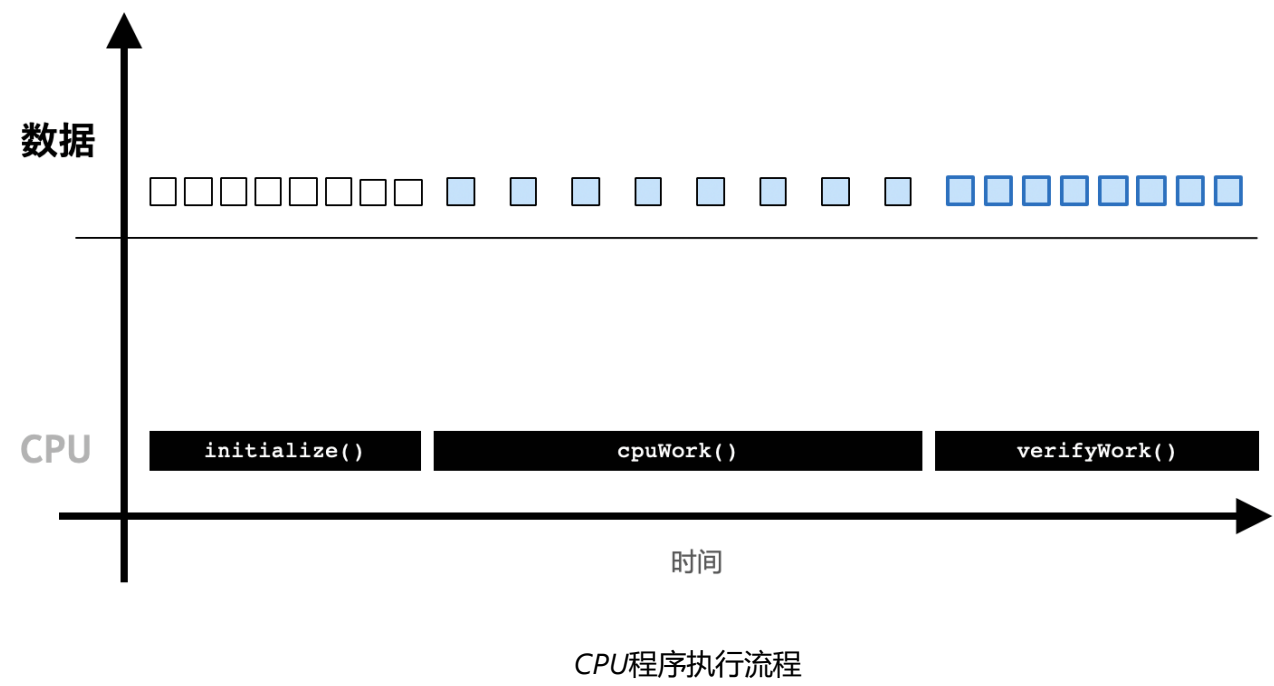 数据
CPU
initialize()
cpuWork()
verifyWork()
时间
CPU程序执行流程